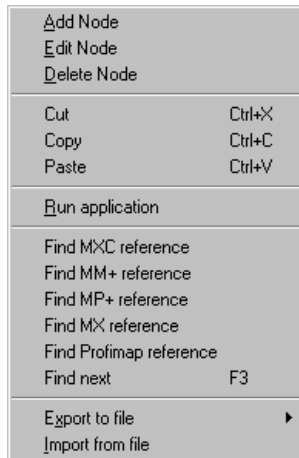 Add Node
Edit Node
Delete Node
Cut Ctrl+X
Copy Ctrl+C
Paste Ctrl+V
Run application
Find MXC reference
Find MM+ reference
Find MP+ reference
Find MX reference
Find Profimap reference
Find next F3
Export to file
Import from file